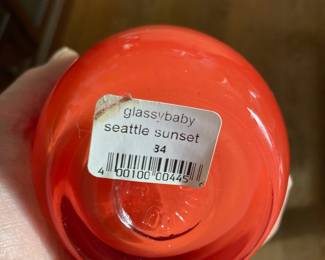 glassybaby
seattle sunset
34
4 00100 00445 c